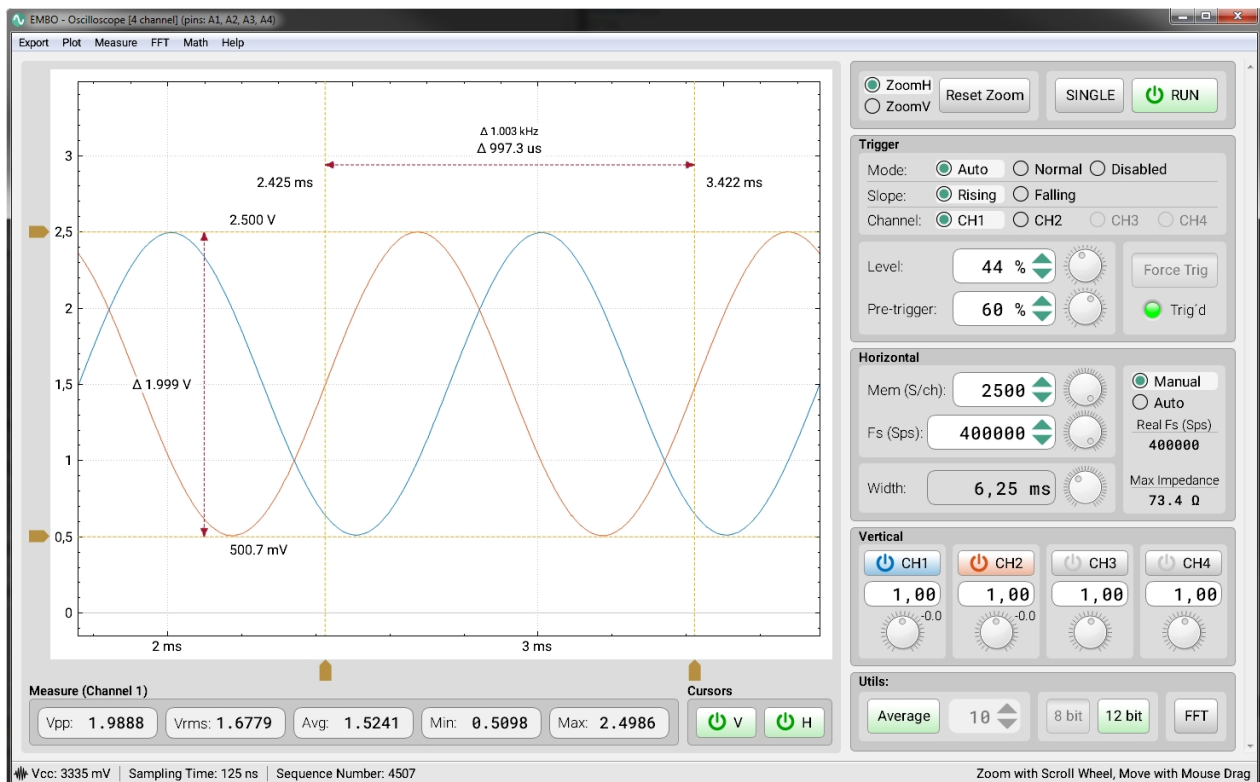 EMBO - Oscilloscope [4 channel] (pins: A1, A2, A3, A4)
Export Plot Measure FFT Math Help
ZoomH
ZoomV
Reset Zoom
SINGLE
RUN
Trigger
Mode: Auto Normal Disabled
Slope: Rising Falling
Channel: CH1 CH2 CH3 CH4
Level: 44 %
Force Trig
Pre-trigger: 60 %
Trig´d
Horizontal
Mem (S/ch): 2500
Manual
Auto
Fs (Sps): 400000
Real Fs (Sps)
400000
Width: 6,25 ms
Max Impedance
73.4 Ω
Vertical
CH1 CH2 CH3 CH4
1,00 1,00 1,00 1,00
-0.0 -0.0
Utils:
Average 10 8 bit 12 bit FFT
Δ 1.003 kHz
Δ 997.3 us
2.425 ms
3.422 ms
2.500 V
Δ 1.999 V
500.7 mV
3
2,5
2
1,5
1
0,5
0
2 ms
3 ms
Measure (Channel 1)
Vpp: 1.9888 Vrms: 1.6779 Avg: 1.5241 Min: 0.5098 Max: 2.4986
Cursors
V H
Vcc: 3335 mV Sampling Time: 125 ns Sequence Number: 4507
Zoom with Scroll Wheel, Move with Mouse Drag